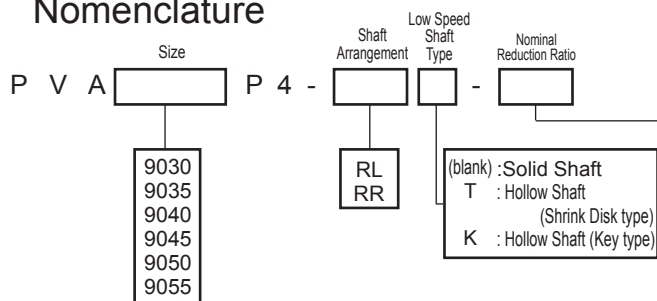 Nomenclature
Size
Shaft
Arrangement
Low Speed
Shaft
Type
Nominal
Reduction Ratio
P V A P 4 - -
9030
9035
9040
9045
9050
9055
RL
RR
(blank) : Solid Shaft
T : Hollow Shaft
(Shrink Disk type)
K : Hollow Shaft (Key type)